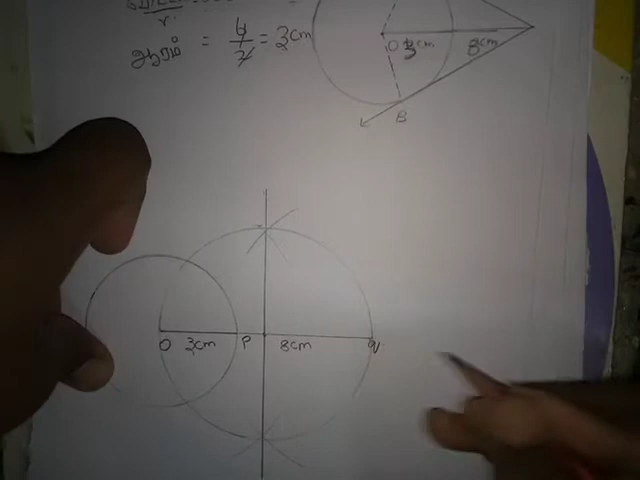 r.
ஆரம் = 6/2 = 3cm
O 3cm 8cm
B
O 3cm P 8cm Q